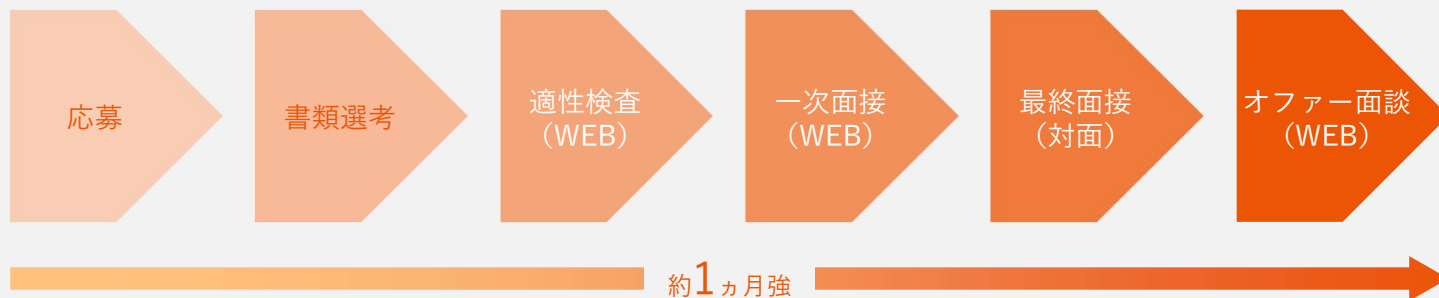 応募
書類選考
適性検査
（WEB）
一次面接
（WEB）
最終面接
（対面）
オファー面談
（WEB）
約1ヵ月強